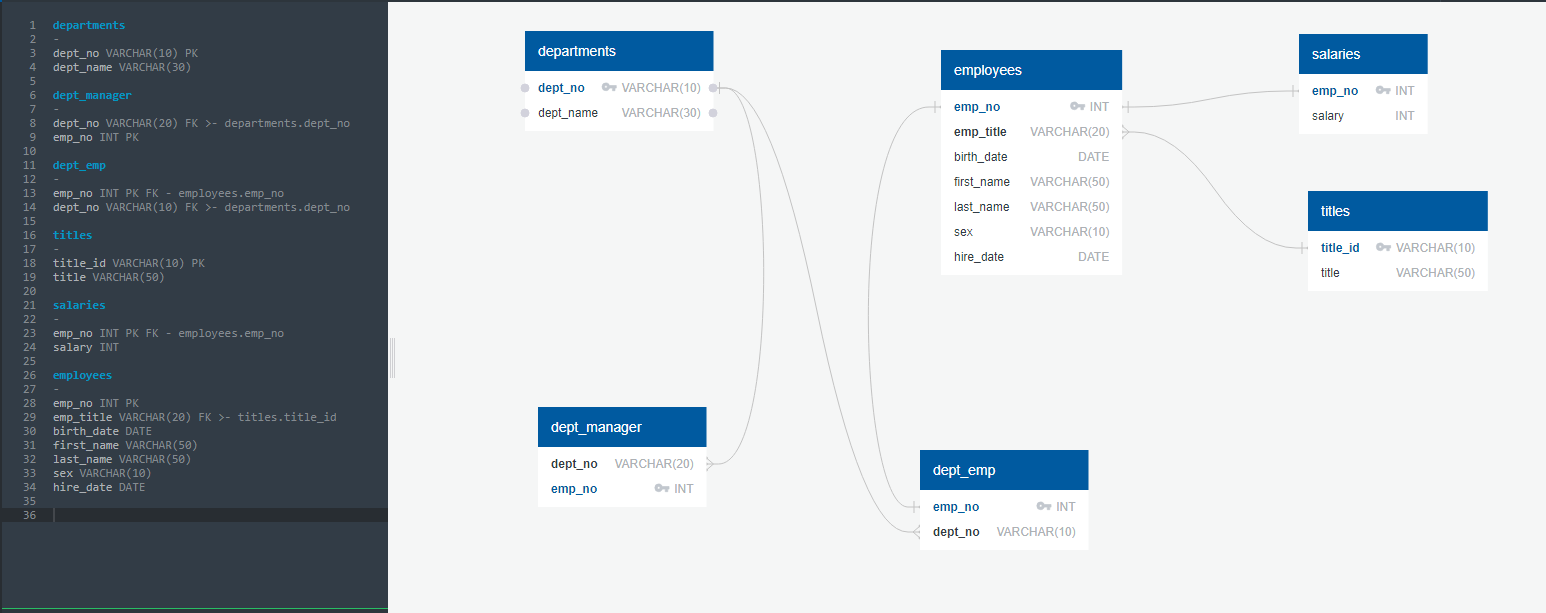 1 departments
2 -
3 dept_no VARCHAR(10) PK
4 dept_name VARCHAR(30)
5
6 dept_manager
7 -
8 dept_no VARCHAR(20) FK >- departments.dept_no
9 emp_no INT PK
10
11 dept_emp
12 -
13 emp_no INT PK FK - employees.emp_no
14 dept_no VARCHAR(10) FK >- departments.dept_no
15
16 titles
17 -
18 title_id VARCHAR(10) PK
19 title VARCHAR(50)
20
21 salaries
22 -
23 emp_no INT PK FK - employees.emp_no
24 salary INT
25
26 employees
27 -
28 emp_no INT PK
29 emp_title VARCHAR(20) FK >- titles.title_id
30 birth_date DATE
31 first_name VARCHAR(50)
32 last_name VARCHAR(50)
33 sex VARCHAR(10)
34 hire_date DATE
35
36
departments
dept_no VARCHAR(10)
dept_name VARCHAR(30)
employees
emp_no INT
emp_title VARCHAR(20)
birth_date DATE
first_name VARCHAR(50)
last_name VARCHAR(50)
sex VARCHAR(10)
hire_date DATE
salaries
emp_no INT
salary INT
titles
title_id VARCHAR(10)
title VARCHAR(50)
dept_manager
dept_no VARCHAR(20)
emp_no INT
dept_emp
emp_no INT
dept_no VARCHAR(10)